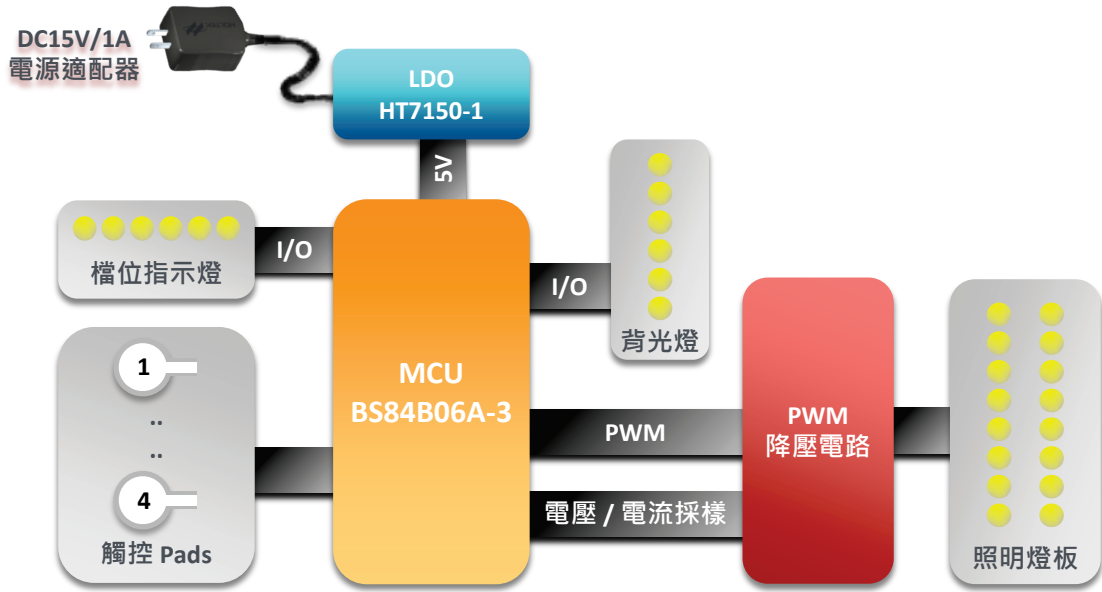 DC15V/1A
電源適配器
LDO
HT7150-1
5V
I/O
檔位指示燈
I/O
背光燈
1
..
..
4
觸控 Pads
MCU
BS84B06A-3
PWM
電壓 / 電流採樣
PWM
降壓電路
照明燈板